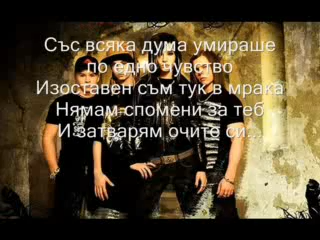 Със всяка дума умираше
по едно чувство
Изоставен съм тук в мрака
Нямам спомени за теб
И затварям очите си...